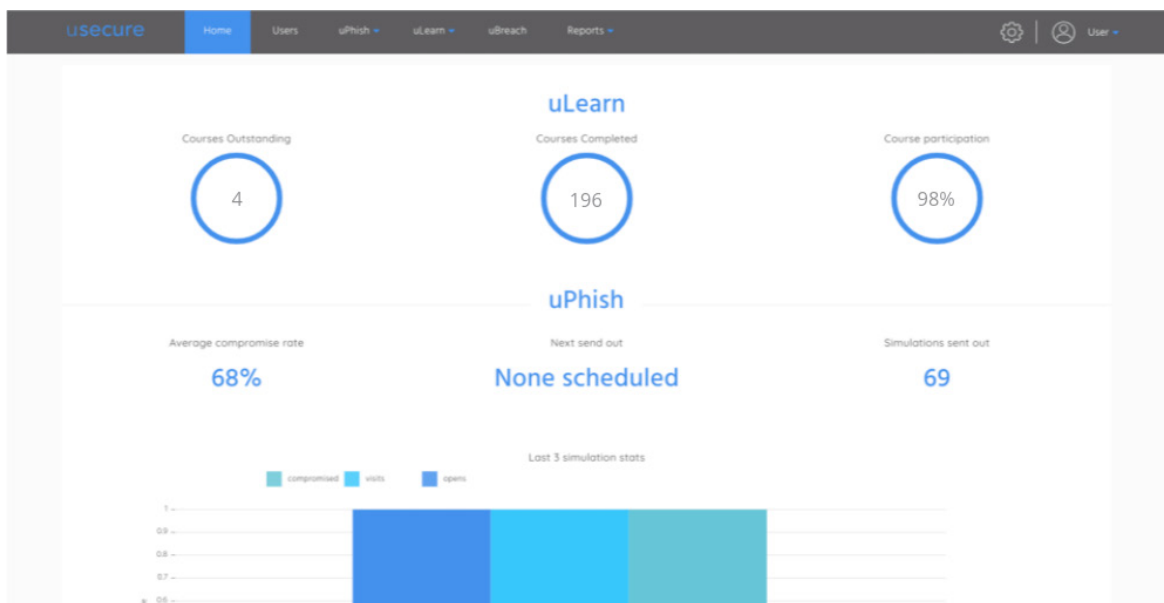 usecure Home Users uPhish uLearn uBreach Reports User
uLearn
Courses Outstanding Courses Completed Course participation
4 196 98%
uPhish
Average compromise rate Next send out Simulations sent out
68% None scheduled 69
Last 3 simulation stats
compromised visits opens
1
0.9
0.8
0.7
0.6